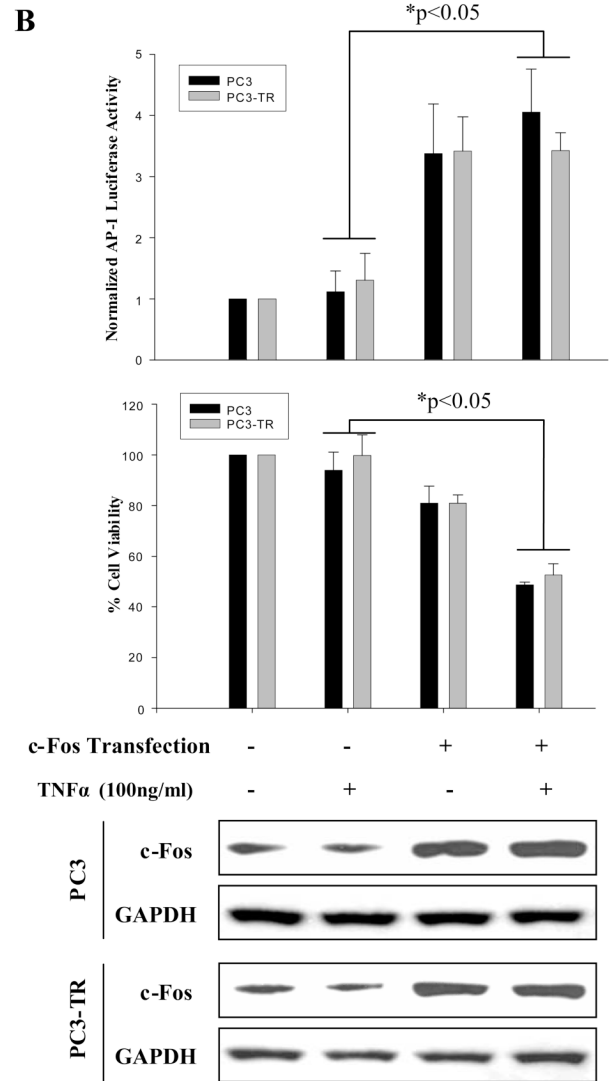 B
*p<0.05
Normalized AP-1 Luciferase Activity
5
4
3
2
1
0
PC3
PC3-TR
*p<0.05
% Cell Viability
120
100
80
60
40
20
0
PC3
PC3-TR
c-Fos Transfection - - + +
TNFα (100ng/ml) - + - +
PC3
c-Fos
GAPDH
PC3-TR
c-Fos
GAPDH